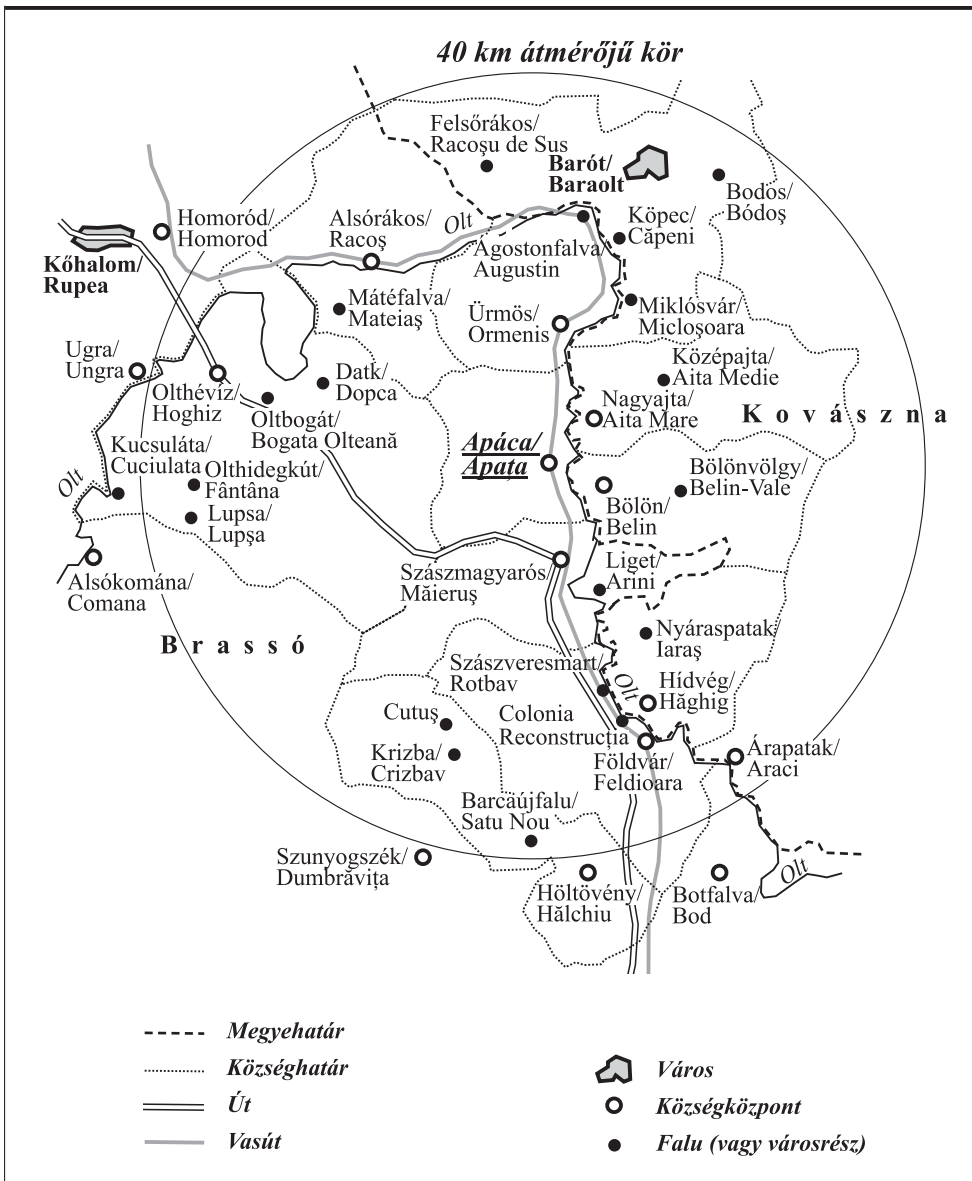 40 km átmérőjű kör
Felsőrákos/
Racoşu de Sus
Barót/
Baraolt
Bodos/
Bódoş
Homoród/
Homorod
Alsórákos/
Racoş
Olt
Agostonfalva/
Augustin
Köpec/
Căpeni
Kőhalom/
Rupea
Mátéfalva/
Mateiaş
Ürmös/
Ormenis
Miklósvár/
Micloşoara
Ugra/
Ungra
Olthévíz/
Hoghiz
Datk/
Dopca
Középajta/
Aita Medie
Oltbogát/
Bogata Olteană
Nagyajta/
Aita Mare
Kovászna
Kucsuláta/
Cuciulata
Olt
Olthidegkút/
Fântâna
Lupsa/
Lupşa
Apáca/
Apaţa
Bölön/
Belin
Bölönvölgy/
Belin-Vale
Alsókomána/
Comana
Szászmagyarós/
Măieruş
Liget/
Arini
Brassó
Nyáraspatak/
Iaraş
Szászveresmart/
Rotbav
Olt
Hídvég/
Hăghig
Cutuş
Krizba/
Crizbav
Colonia
Reconstrucţia
Földvár/
Feldioara
Árapatak/
Araci
Barcaújfalu/
Satu Nou
Szunyogszék/
Dumbrăviţa
Höltövény/
Hălchiu
Botfalva/
Bod
Olt
Megyehatár
Községhatár
Út
Vasút
Város
Községközpont
Falu (vagy városrész)